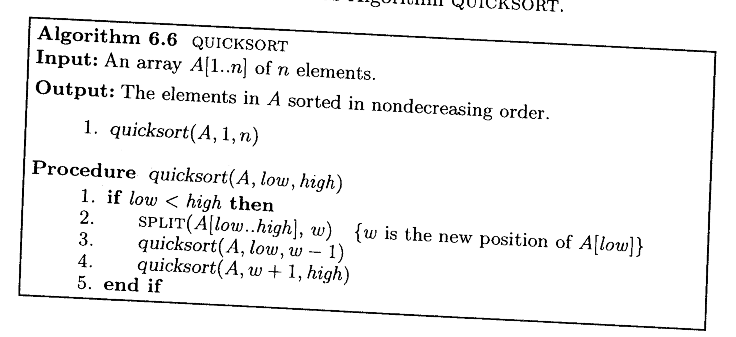 Algorithm QUICKSORT.
Algorithm 6.6 QUICKSORT
Input: An array A[1..n] of n elements.
Output: The elements in A sorted in nondecreasing order.
1. quicksort(A, 1, n)
Procedure quicksort(A, low, high)
1. if low < high then
2. SPLIT(A[low..high], w) {w is the new position of A[low]}
3. quicksort(A, low, w − 1)
4. quicksort(A, w + 1, high)
5. end if